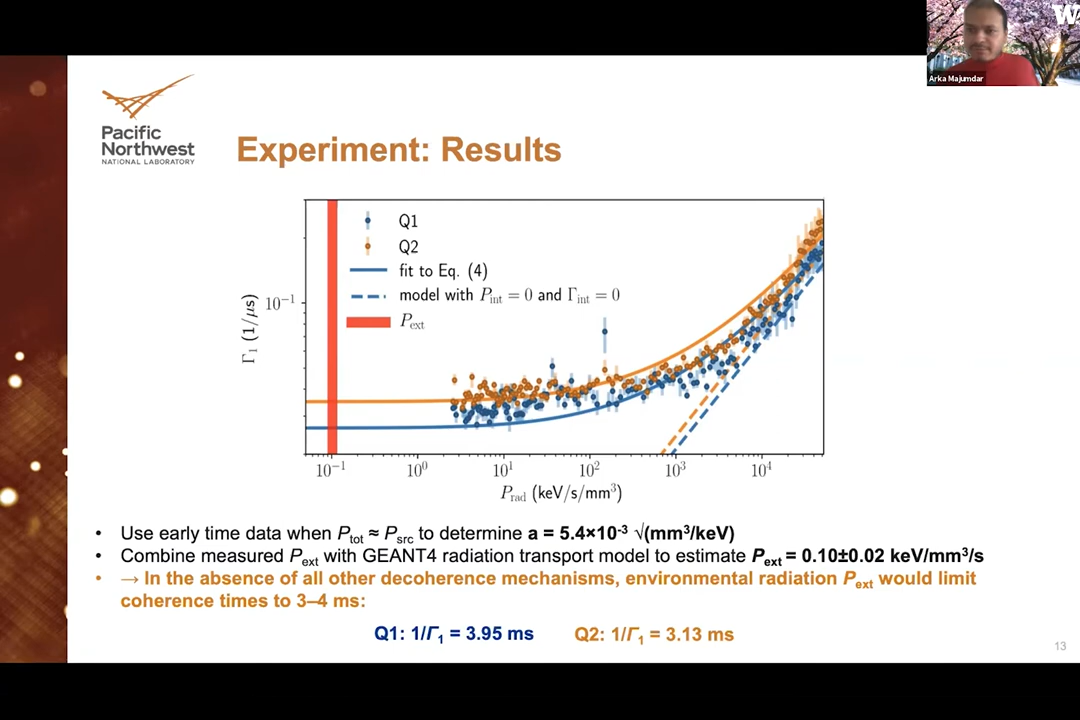 W
Arka Majumdar
Pacific
Northwest
NATIONAL LABORATORY
Experiment: Results
Q1
Q2
fit to Eq. (4)
model with P_int = 0 and Γ_int = 0
P_ext
Γ₁ (1/μs)
10⁻¹
10⁻¹ 10⁰ 10¹ 10² 10³ 10⁴
P_rad (keV/s/mm³)
• Use early time data when P_tot ≈ P_src to determine a = 5.4×10⁻³ √(mm³/keV)
• Combine measured P_ext with GEANT4 radiation transport model to estimate P_ext = 0.10±0.02 keV/mm³/s
• → In the absence of all other decoherence mechanisms, environmental radiation P_ext would limit
coherence times to 3–4 ms:
Q1: 1/Γ₁ = 3.95 ms Q2: 1/Γ₁ = 3.13 ms
13